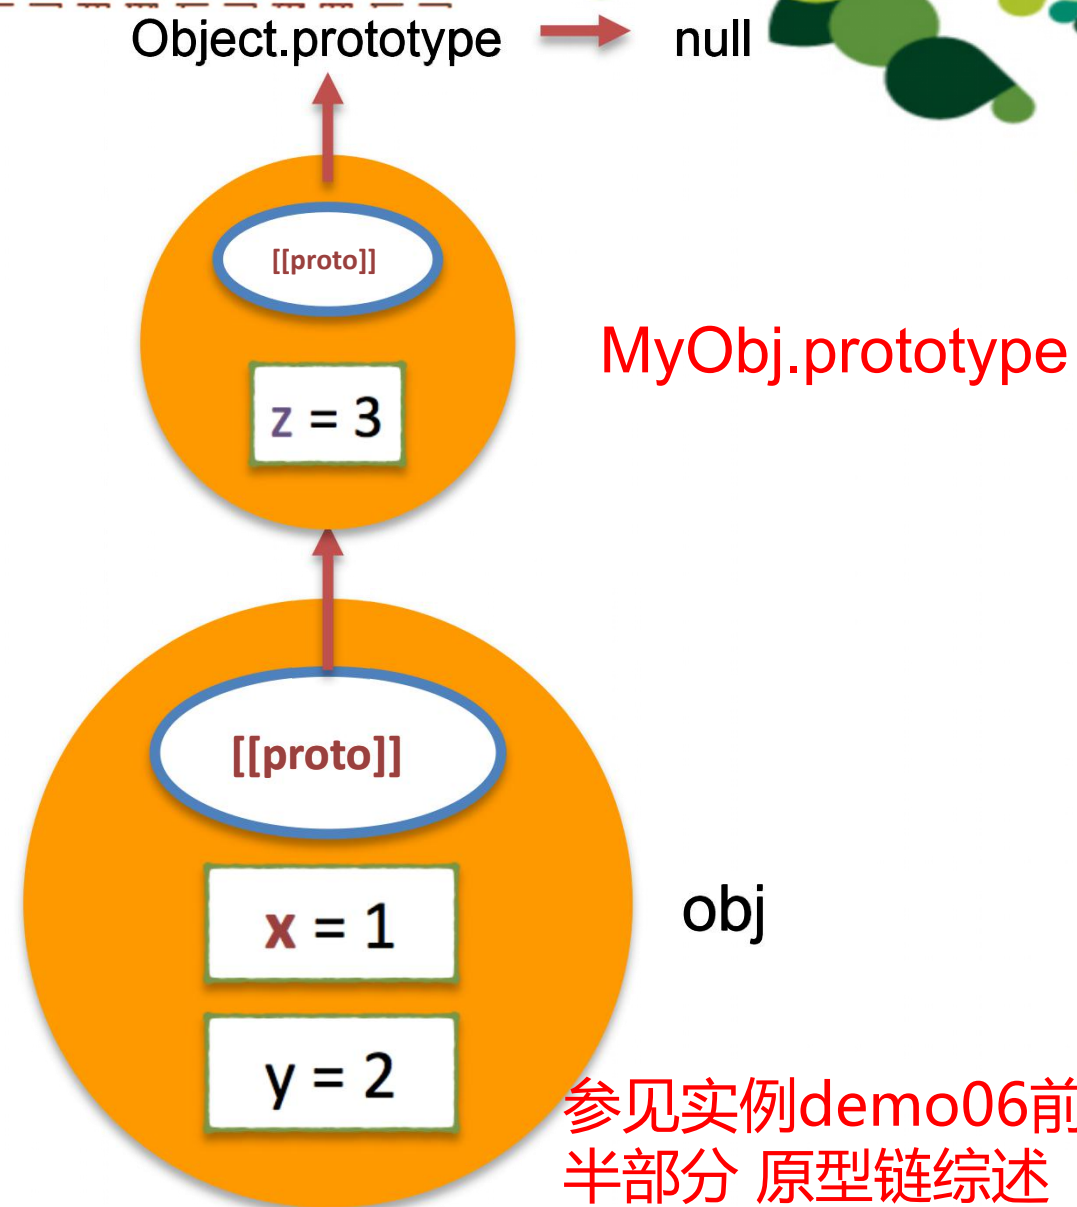 Object.prototype null
[[proto]]
MyObj.prototype
z = 3
[[proto]]
x = 1
obj
y = 2
参见实例demo06前
半部分 原型链综述